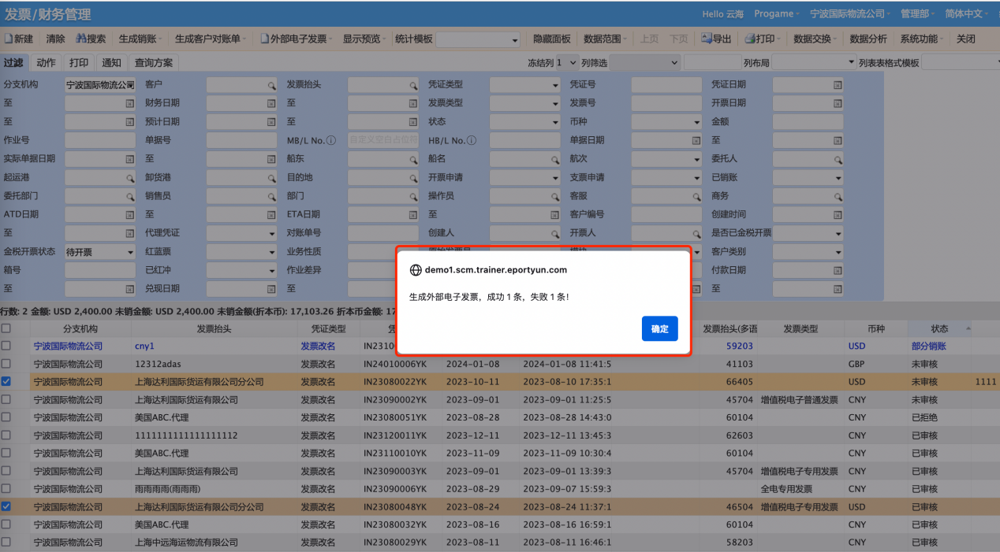 发票/财务管理 Hello 云海 Progame 宁波国际物流公司 管理部 简体中文
新建 清除 搜索 生成销账 生成客户对账单 外部电子发票 显示预览 统计模板 隐藏面板 数据范围 上页 下页 导出 打印 数据交换 数据分析 系统功能 关闭
过滤 动作 打印 通知 查询方案 冻结列 1 列筛选 列布局 列表表格式模板
分支机构 宁波国际物流公司 客户 发票抬头 凭证类型 凭证号 凭证日期
至 财务日期 至 发票类型 发票号 开票日期
至 预计日期 至 状态 币种 金额
作业号 单据号 MB/L No. 自定义空白占位符 HB/L No. 单据日期 至
实际单据日期 至 船东 船名 航次 委托人
起运港 卸货港 目的地 开票申请 支票申请 已销账
委托部门 销售员 部门 操作员 客服 商务
ATD日期 至 ETA日期 至 客户编号 创建时间
至 代理凭证 对账单号 创建人 开票人 是否已金税开票
金税开票状态 待开票 红蓝票 业务性质 原始发票号 模块 客户类别
箱号 已红冲 作业差异 付款日期
至 兑现日期 至 至
demo1.scm.trainer.eportyun.com
生成外部电子发票，成功 1 条，失败 1 条！
确定
行数: 2 金额: USD 2,400.00 未销金额: USD 2,400.00 未销金额(折本币): 17,103.26 折本币金额: 17
分支机构 发票抬头 凭证类型 发票抬头(多语 发票类型 币种 状态
宁波国际物流公司 cny1 发票改名 IN2310 59203 USD 部分销账
宁波国际物流公司 12312adas 发票改名 IN24010006YK 2024-01-08 2024-01-08 11:41:5 41103 GBP 未审核
宁波国际物流公司 上海达利国际货运有限公司分公司 发票改名 IN23080022YK 2023-10-11 2023-08-10 17:35:1 66405 USD 未审核 1111
宁波国际物流公司 上海达利国际货运有限公司 发票改名 IN23090002YK 2023-09-01 2023-09-01 11:25:5 45704 增值税电子普通发票 CNY 未审核
宁波国际物流公司 美国ABC.代理 发票改名 IN23080051YK 2023-08-28 2023-08-28 14:43:0 60104 CNY 已拒绝
宁波国际物流公司 1111111111111111112 发票改名 IN23120011YK 2023-12-11 2023-12-11 13:45:3 62603 CNY 已审核
宁波国际物流公司 美国ABC.代理 发票改名 IN23110010YK 2023-11-09 2023-11-09 10:30:4 60104 CNY 已审核
宁波国际物流公司 上海达利国际货运有限公司 发票改名 IN23090003YK 2023-09-01 2023-09-01 13:39:3 45704 增值税电子专用发票 CNY 已审核
宁波国际物流公司 雨雨雨雨(雨雨雨) 发票改名 IN23090006YK 2023-08-29 2023-09-07 15:59:3 全电专用发票 CNY 已审核
宁波国际物流公司 上海达利国际货运有限公司分公司 发票改名 IN23080048YK 2023-08-24 2023-08-24 11:37:1 46504 增值税电子专用发票 USD 已审核
宁波国际物流公司 美国ABC.代理 发票改名 IN23080032YK 2023-08-16 2023-08-16 16:59:1 60104 CNY 已审核
宁波国际物流公司 上海中远海运物流有限公司 发票改名 IN23080029YK 2023-08-11 2023-08-11 16:46:1 58203 CNY 已审核